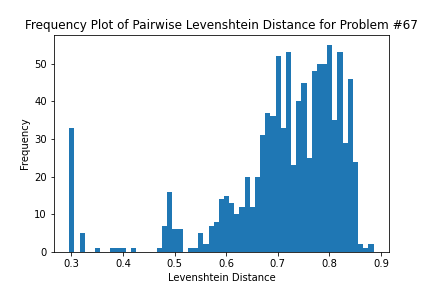 Frequency Plot of Pairwise Levenshtein Distance for Problem #67
Frequency
50
40
30
20
10
0
0.3 0.4 0.5 0.6 0.7 0.8 0.9
Levenshtein Distance